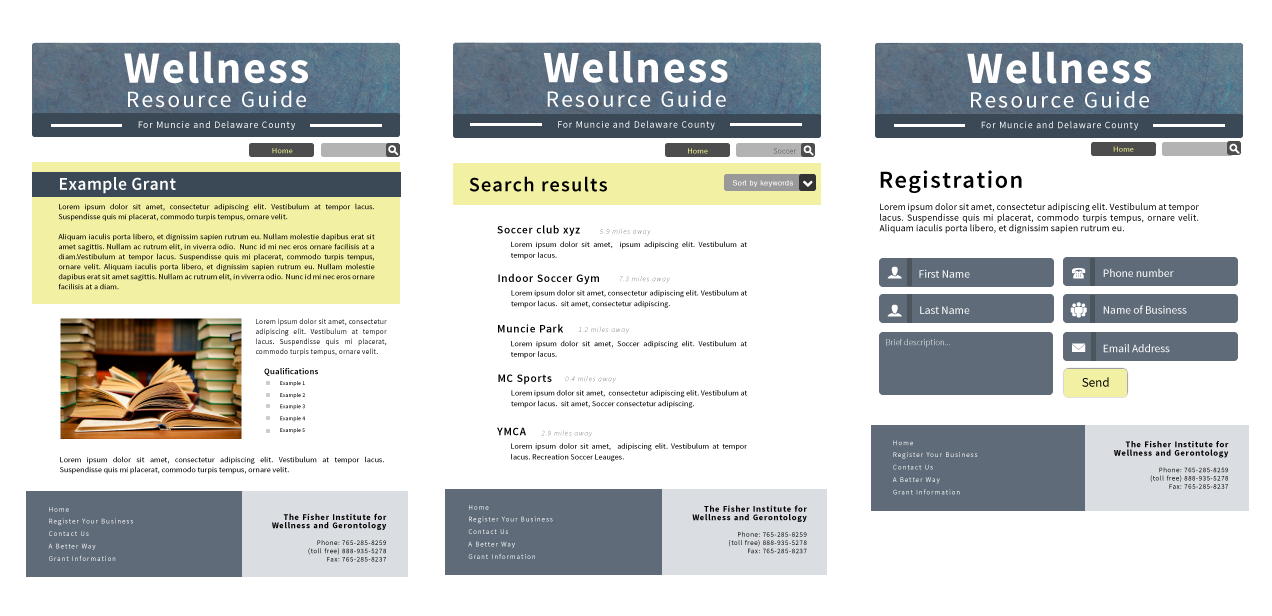 Wellness
Resource Guide
For Muncie and Delaware County
Home
Example Grant
Lorem ipsum dolor sit amet, consectetur adipiscing elit. Vestibulum at tempor lacus.
Suspendisse quis mi placerat, commodo turpis tempus, ornare velit.
Aliquam iaculis porta libero, et dignissim sapien rutrum eu. Nullam molestie dapibus erat sit
amet sagittis. Nullam ac rutrum elit, in viverra odio. Nunc id mi nec eros ornare facilisis at a
diam.Vestibulum at tempor lacus. Suspendisse quis mi placerat, commodo turpis tempus,
ornare velit. Aliquam iaculis porta libero, et dignissim sapien rutrum eu. Nullam molestie
dapibus erat sit amet sagittis. Nullam ac rutrum elit, in viverra odio. Nunc id mi nec eros ornare
facilisis at a diam.
Lorem ipsum dolor sit amet, consectetur
adipiscing elit. Vestibulum at tempor
lacus. Suspendisse quis mi placerat,
commodo turpis tempus, ornare velit.
Qualifications
Example 1
Example 2
Example 3
Example 4
Example 5
Lorem ipsum dolor sit amet, consectetur adipiscing elit. Vestibulum at tempor lacus.
Suspendisse quis mi placerat, commodo turpis tempus, ornare velit.
Home
Register Your Business
Contact Us
A Better Way
Grant Information
The Fisher Institute for
Wellness and Gerontology
Phone: 765-285-8259
(toll free) 888-935-5278
Fax: 765-285-8237
Wellness
Resource Guide
For Muncie and Delaware County
Home
Soccer
Search results
Sort by keywords
Soccer club xyz 5.9 miles away
Lorem ipsum dolor sit amet, ipsum adipiscing elit. Vestibulum at
tempor lacus.
Indoor Soccer Gym 7.3 miles away
Lorem ipsum dolor sit amet, consectetur adipiscing elit. Vestibulum at
tempor lacus. sit amet, consectetur adipiscing.
Muncie Park 1.2 miles away
Lorem ipsum dolor sit amet, Soccer adipiscing elit. Vestibulum at
tempor lacus.
MC Sports 0.4 miles away
Lorem ipsum dolor sit amet, consectetur adipiscing elit. Vestibulum at
tempor lacus. sit amet, Soccer consectetur adipiscing.
YMCA 2.9 miles away
Lorem ipsum dolor sit amet, adipiscing elit. Vestibulum at tempor
lacus. Recreation Soccer Leauges.
Home
Register Your Business
Contact Us
A Better Way
Grant Information
The Fisher Institute for
Wellness and Gerontology
Phone: 765-285-8259
(toll free) 888-935-5278
Fax: 765-285-8237
Wellness
Resource Guide
For Muncie and Delaware County
Home
Registration
Lorem ipsum dolor sit amet, consectetur adipiscing elit. Vestibulum at tempor
lacus. Suspendisse quis mi placerat, commodo turpis tempus, ornare velit.
Aliquam iaculis porta libero, et dignissim sapien rutrum eu.
First Name
Phone number
Last Name
Name of Business
Brief description...
Email Address
Send
Home
Register Your Business
Contact Us
A Better Way
Grant Information
The Fisher Institute for
Wellness and Gerontology
Phone: 765-285-8259
(toll free) 888-935-5278
Fax: 765-285-8237